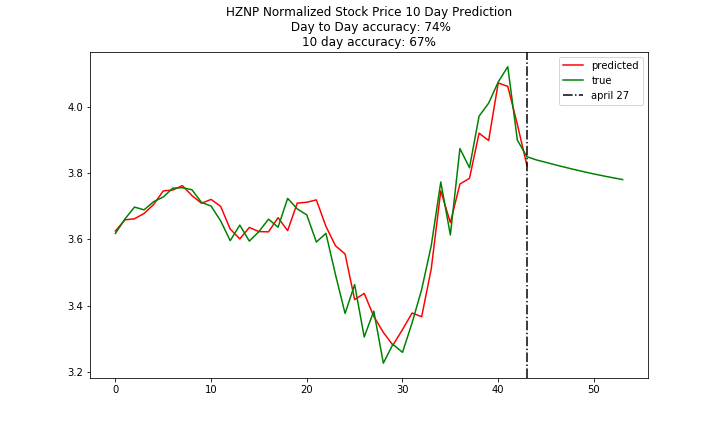 HZNP Normalized Stock Price 10 Day Prediction
Day to Day accuracy: 74%
10 day accuracy: 67%
predicted
true
april 27
4.0
3.8
3.6
3.4
3.2
0
10
20
30
40
50